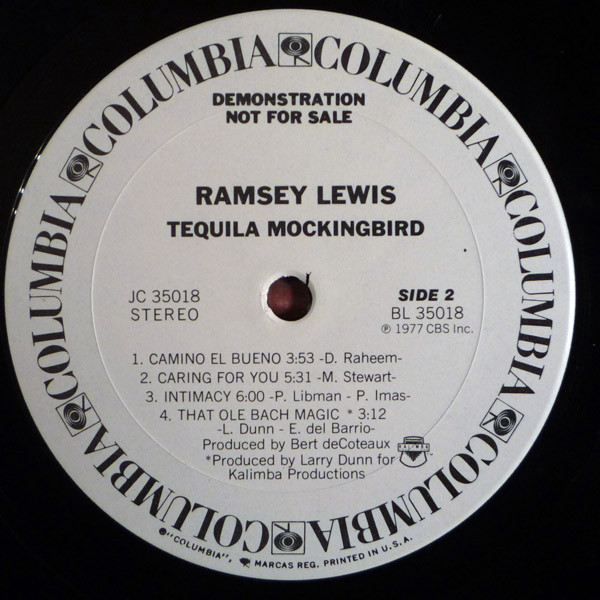 COLUMBIA COLUMBIA COLUMBIA COLUMBIA COLUMBIA COLUMBIA COLUMBIA COLUMBIA
DEMONSTRATION
NOT FOR SALE
RAMSEY LEWIS
TEQUILA MOCKINGBIRD
JC 35018
STEREO
SIDE 2
BL 35018
℗ 1977 CBS Inc.
1. CAMINO EL BUENO 3:53 -D. Raheem-
2. CARING FOR YOU 5:31 -M. Stewart-
3. INTIMACY 6:00 -P. Libman - P. Imas-
4. THAT OLE BACH MAGIC * 3:12
-L. Dunn - E. del Barrio-
Produced by Bert deCoteaux
*Produced by Larry Dunn for
Kalimba Productions
KALIMBA
®"COLUMBIA", MARCAS REG. PRINTED IN U.S.A.